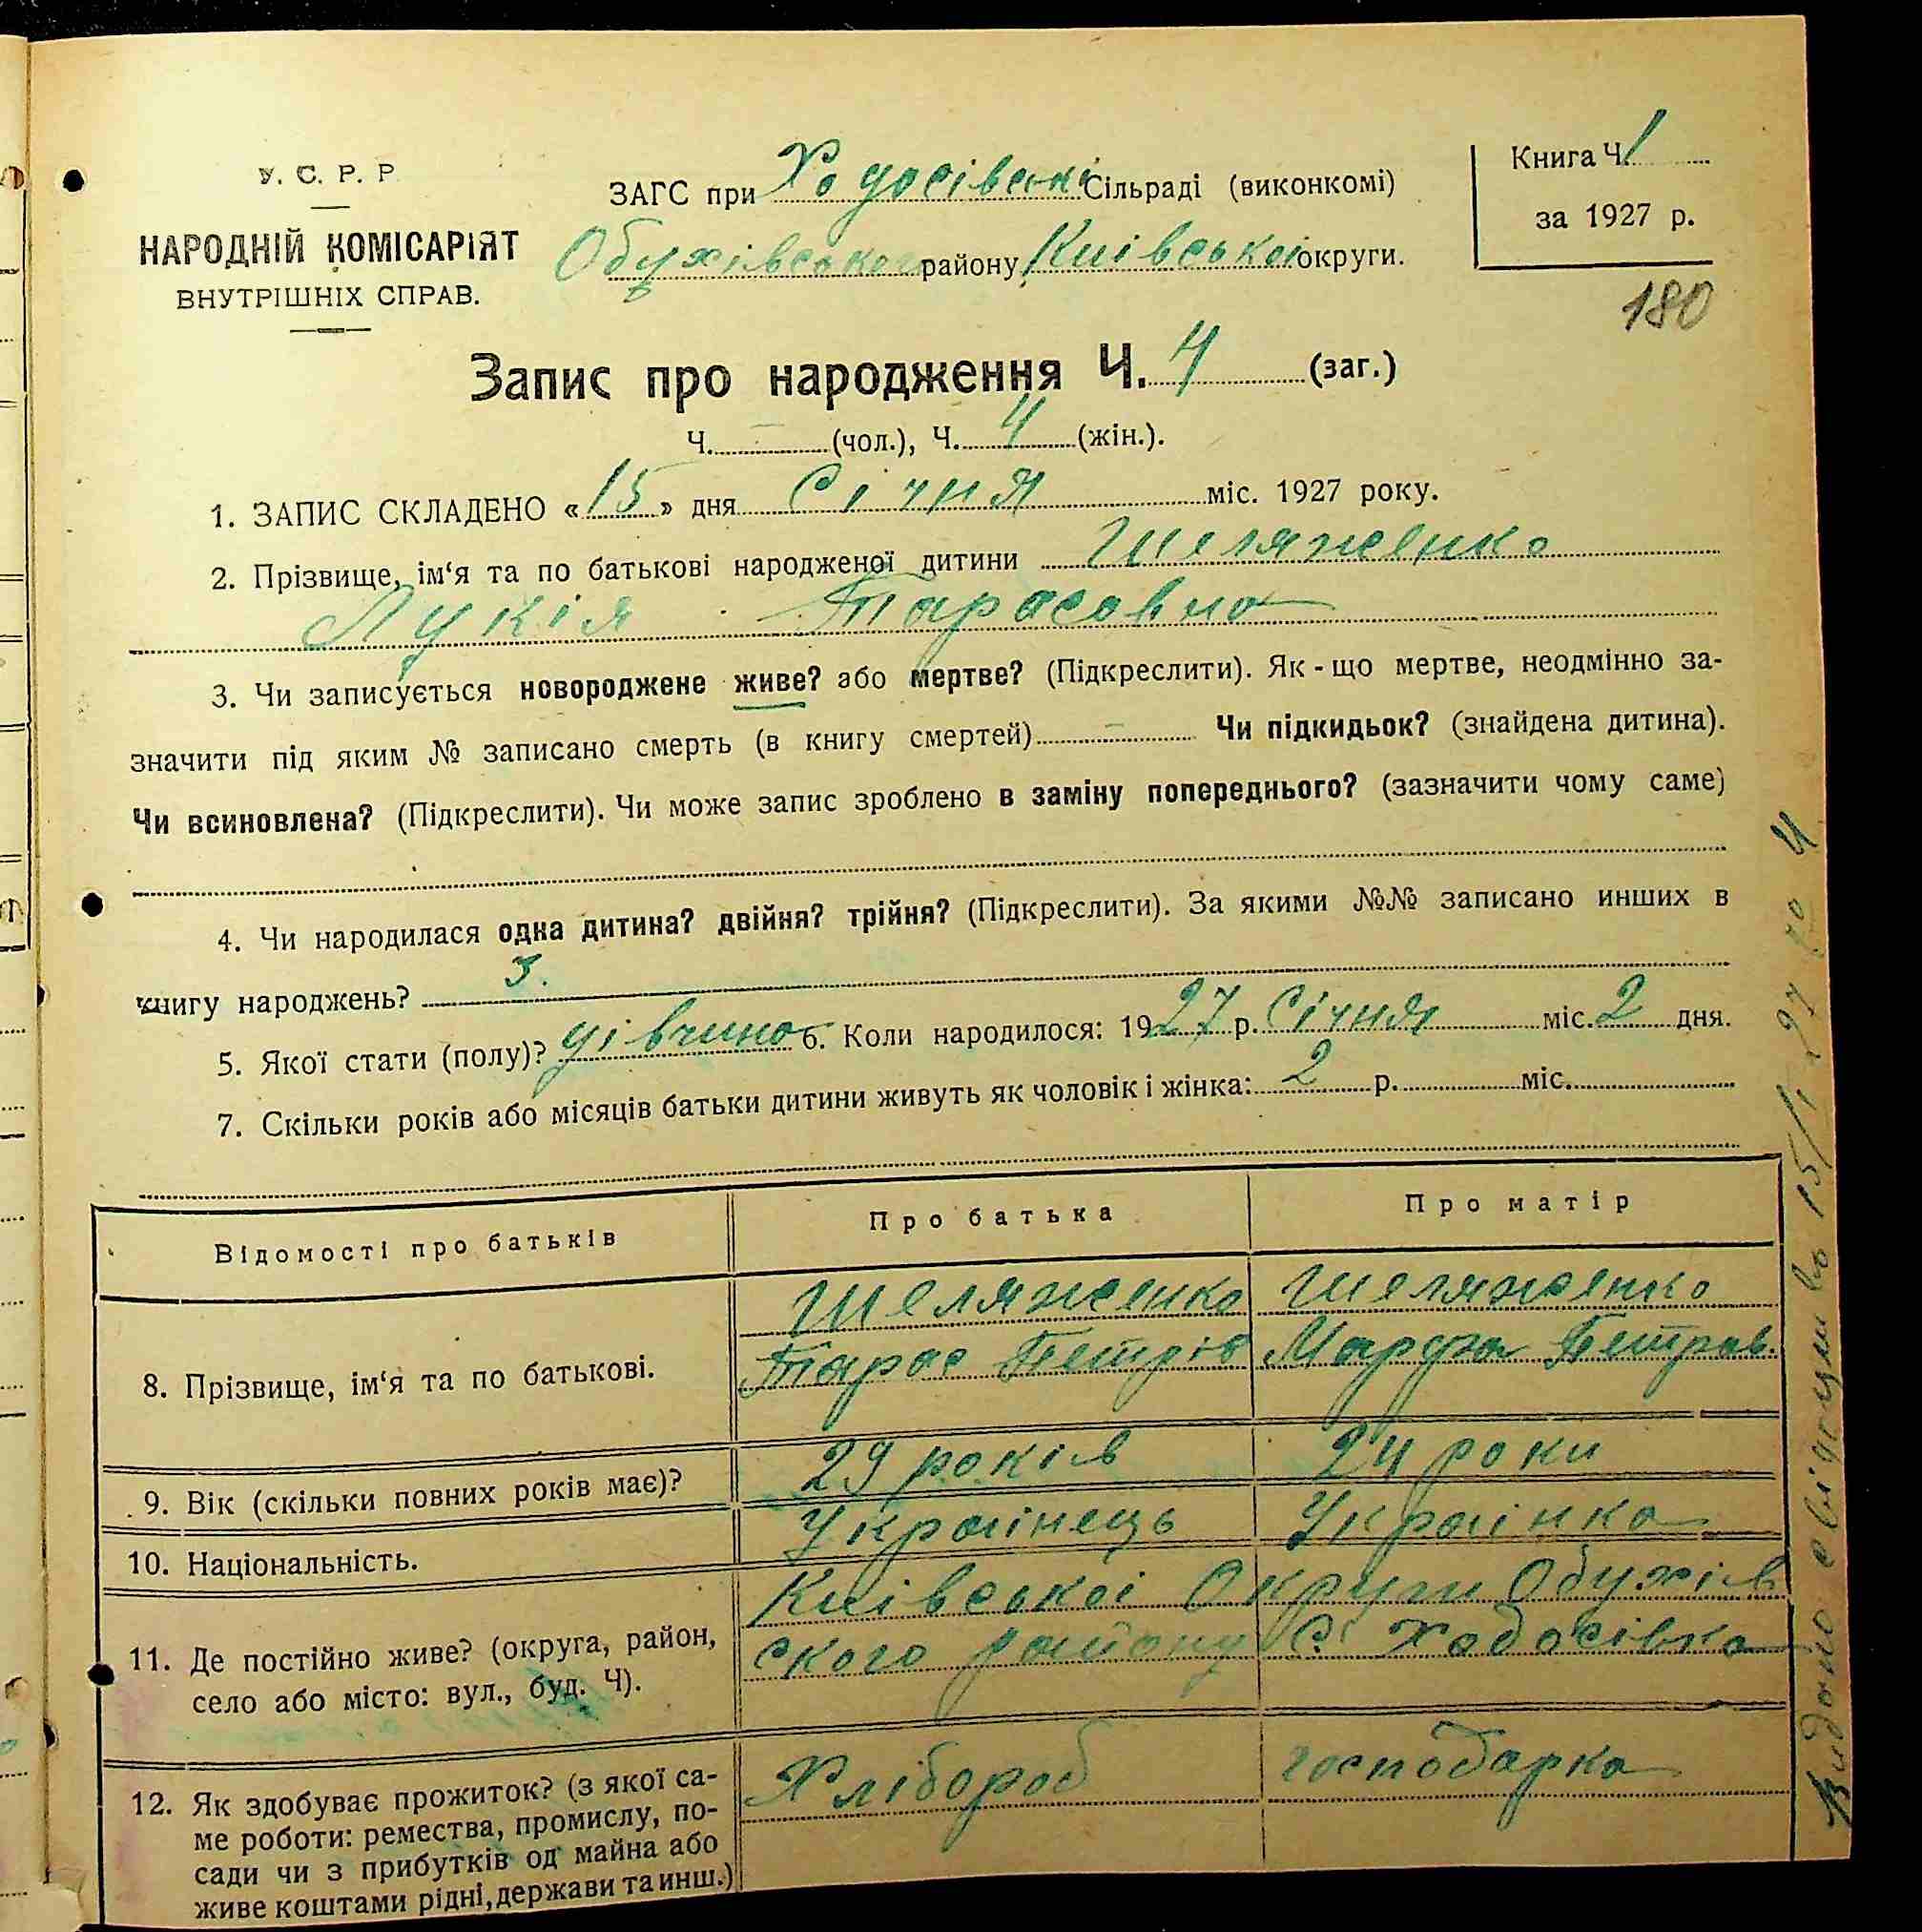 У. С. Р. Р
НАРОДНІЙ КОМІСАРІЯТ
ВНУТРІШНІХ СПРАВ.
ЗАГС при Ходосівські Сільраді (виконкомі)
Обухівського району Київської округи.
Книга Ч. 1
за 1927 р.
180
Запис про народження Ч. 4 (заг.)
Ч. — (чол.), Ч. 4 (жін.).
1. ЗАПИС СКЛАДЕНО «15» дня Січня міс. 1927 року.
2. Прізвище, ім‘я та по батькові народженої дитини Шеляженко
Лукія Тарасовна
3. Чи записується новороджене живе? або мертве? (Підкреслити). Як-що мертве, неодмінно за-
значити під яким № записано смерть (в книгу смертей) — Чи підкидьок? (знайдена дитина).
Чи всиновлена? (Підкреслити). Чи може запис зроблено в заміну попереднього? (зазначити чому саме)
4. Чи народилася одна дитина? двійня? трійня? (Підкреслити). За якими №№ записано инших в
книгу народжень? 3.
5. Якої стати (полу)? дівчина 6. Коли народилося: 1927 р. Січня міс. 2 дня.
7. Скільки років або місяців батьки дитини живуть як чоловік і жінка: 2 р. міс.
Відомості про батьків
Про батька
Про матір
8. Прізвище, ім‘я та по батькові.
Шеляженко
Тарас Петрів
Шеляженко
Марфа Петров.
9. Вік (скільки повних років має)?
29 років
24 роки
10. Національність.
Українець
Українка
11. Де постійно живе? (округа, район,
село або місто: вул., буд. Ч).
Київської Округи Обухів
ского району С. Ходосівка
12. Як здобуває прожиток? (з якої са-
ме роботи: ремества, промислу, по-
сади чи з прибутків од майна або
живе коштами рідні, держави та инш.)
Хлібороб
господарка
Видано свідоцтво 15/I 27 р. 4